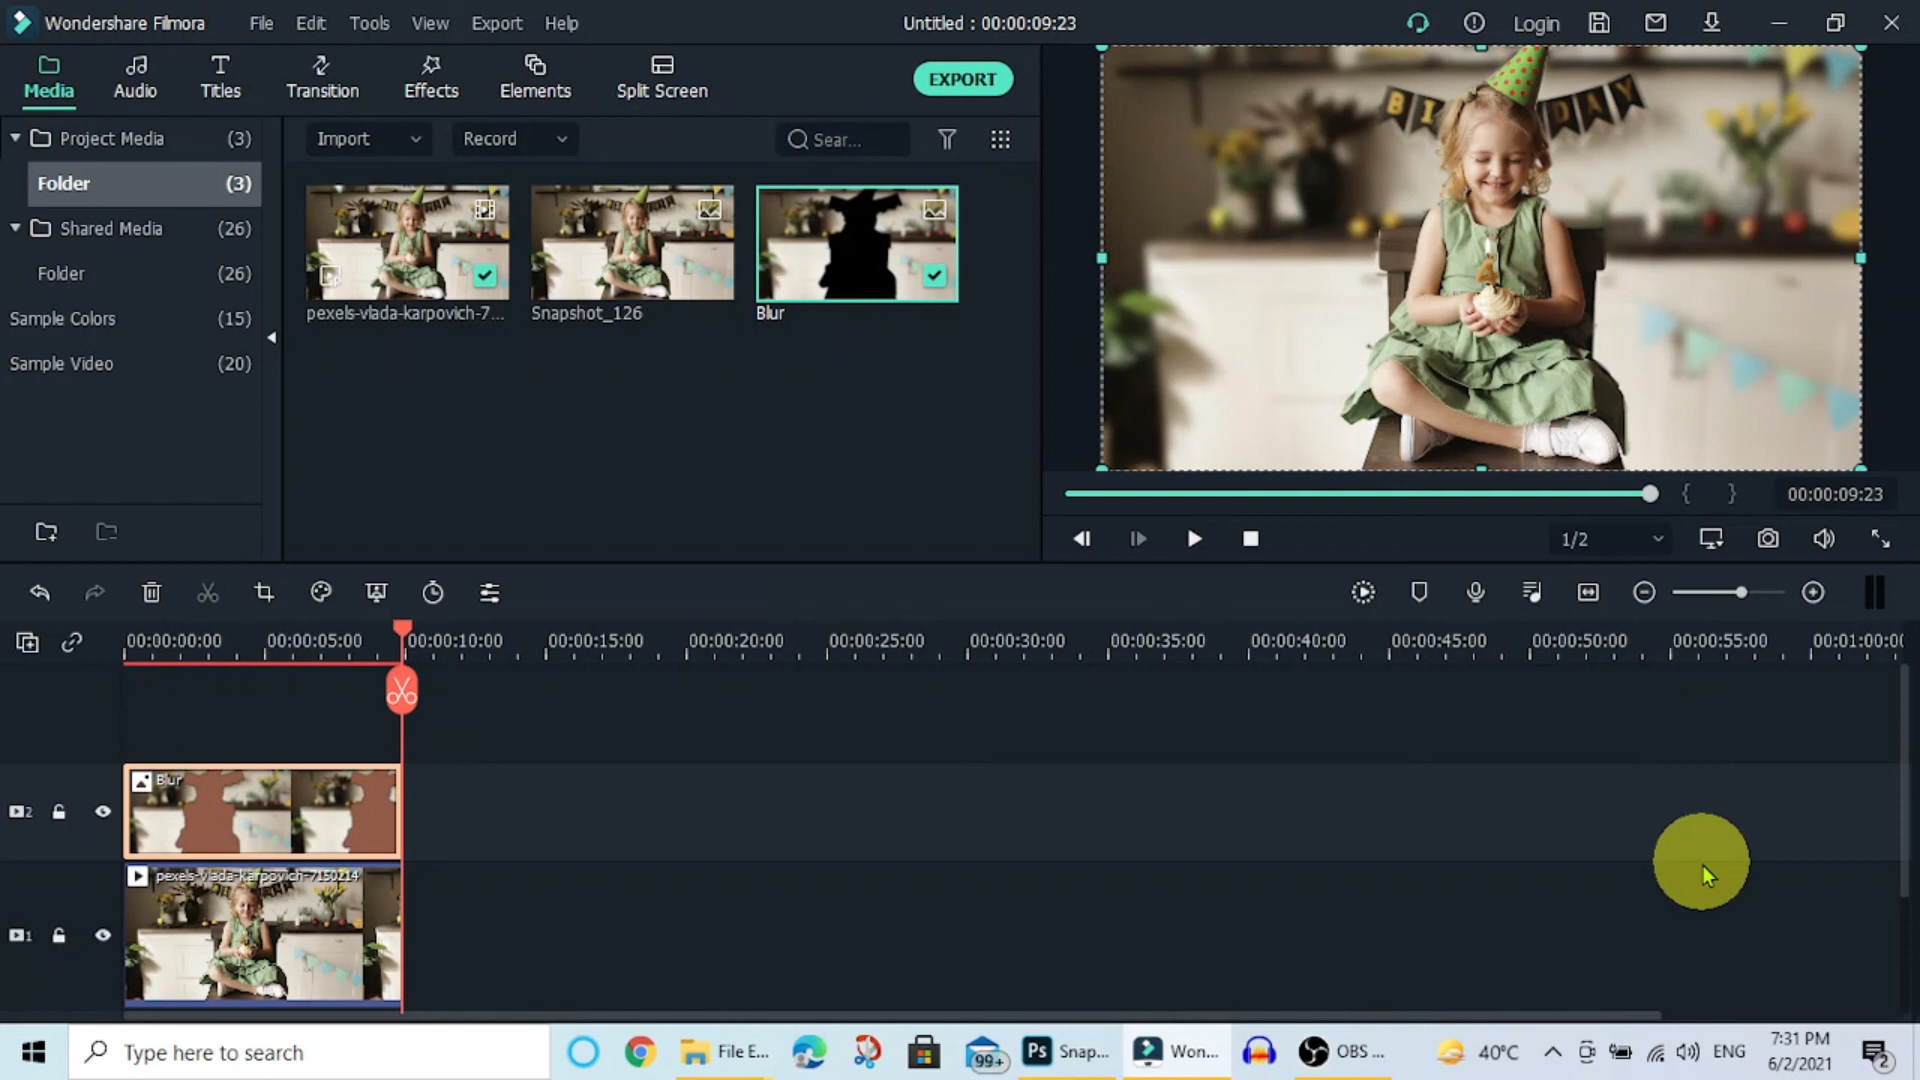 Wondershare Filmora
File Edit Tools View Export Help
Untitled : 00:00:09:23
Login
Media
Audio
Titles
Transition
Effects
Elements
Split Screen
EXPORT
Project Media (3)
Folder (3)
Shared Media (26)
Folder (26)
Sample Colors (15)
Sample Video (20)
Import
Record
Sear...
pexels-vlada-karpovich-7...
Snapshot_126
Blur
BI DAY
{ } 00:00:09:23
1/2
00:00:00:00 00:00:05:00 00:00:10:00 00:00:15:00 00:00:20:00 00:00:25:00 00:00:30:00 00:00:35:00 00:00:40:00 00:00:45:00 00:00:50:00 00:00:55:00 00:01:00:0
2
Blur
1
pexels-vlada-karpovich-7150214
Type here to search
File E...
99+
Ps
Snap...
Won...
OBS ...
40°C
ENG
7:31 PM
6/2/2021
2